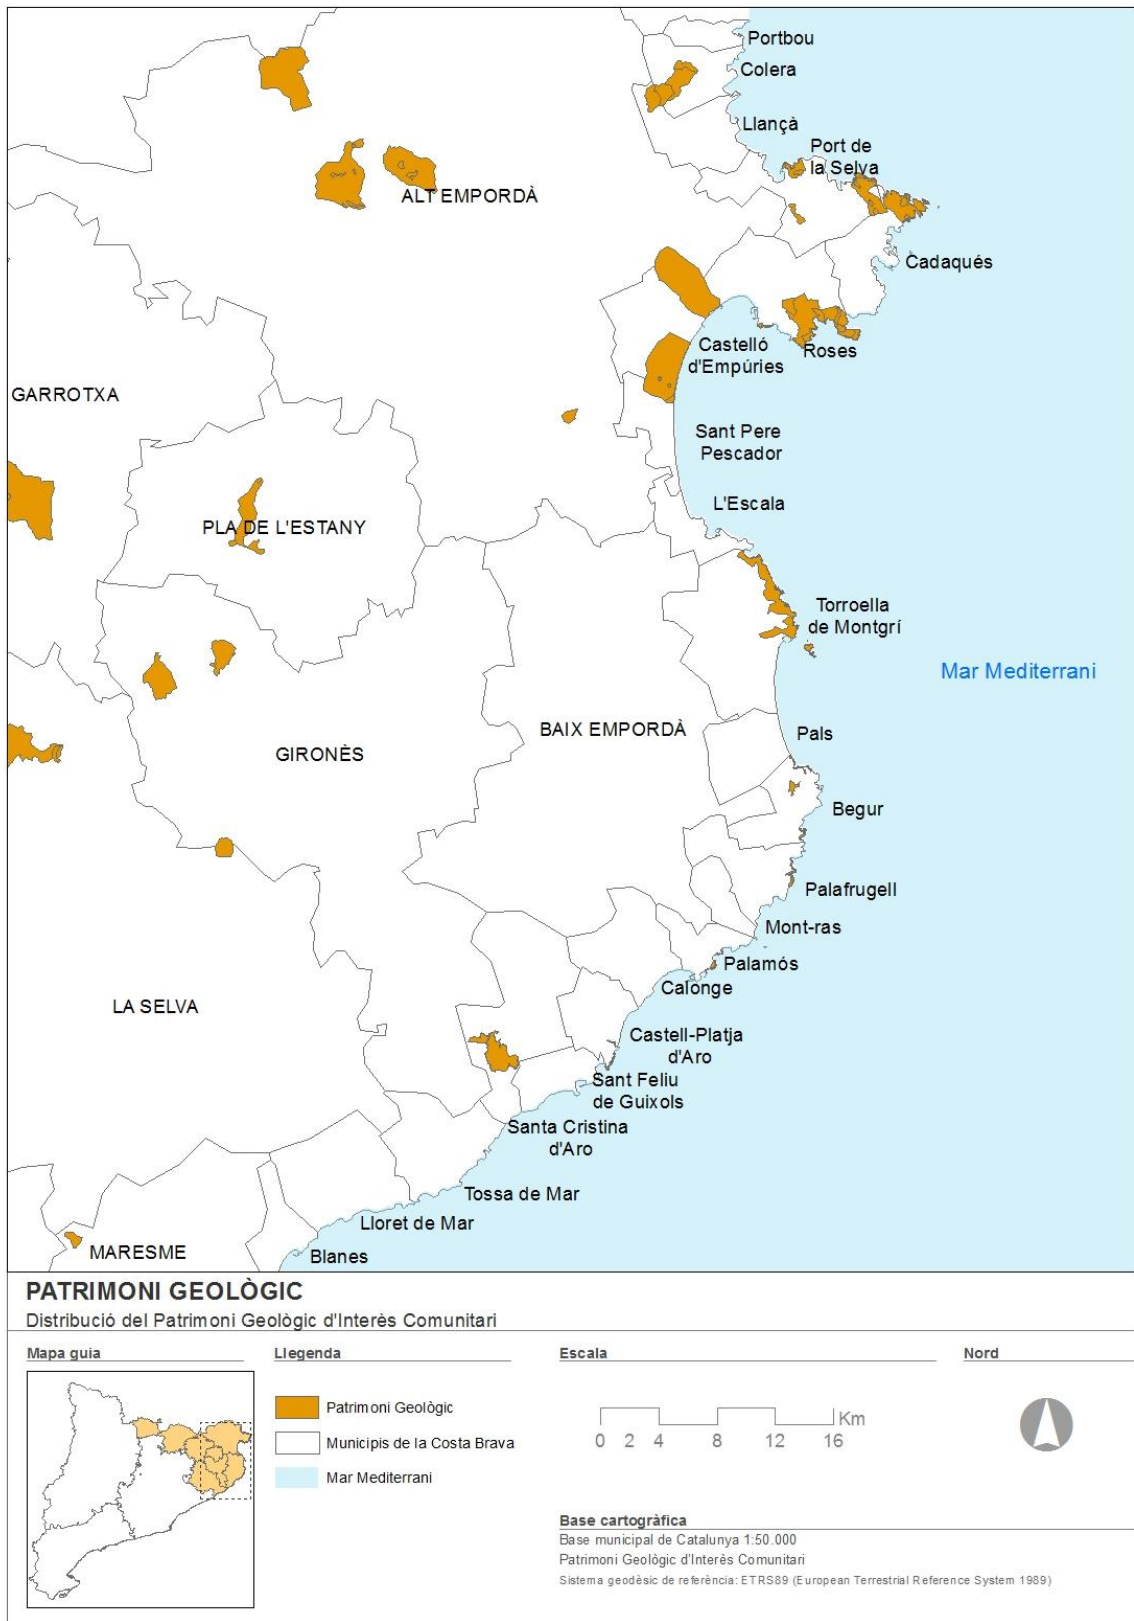 Portbou
Colera
Llançà
Port de
la Selva
ALT EMPORDÀ
Cadaqués
Castelló
d'Empúries
Roses
GARROTXA
Sant Pere
Pescador
L'Escala
PLA DE L'ESTANY
Torroella
de Montgrí
Mar Mediterrani
BAIX EMPORDÀ
Pals
GIRONÈS
Begur
Palafrugell
Mont-ras
Palamós
Calonge
LA SELVA
Castell-Platja
d'Aro
Sant Feliu
de Guixols
Santa Cristina
d'Aro
Tossa de Mar
Lloret de Mar
MARESME
Blanes
PATRIMONI GEOLÒGIC
Distribució del Patrimoni Geològic d'Interès Comunitari
Mapa guia
Llegenda
Escala
Nord
Patrimoni Geològic
Municipis de la Costa Brava
Mar Mediterrani
Km
0 2 4 8 12 16
Base cartogràfica
Base municipal de Catalunya 1:50.000
Patrimoni Geològic d'Interès Comunitari
Sistema geodèsic de referència: ETRS89 (European Terrestrial Reference System 1989)